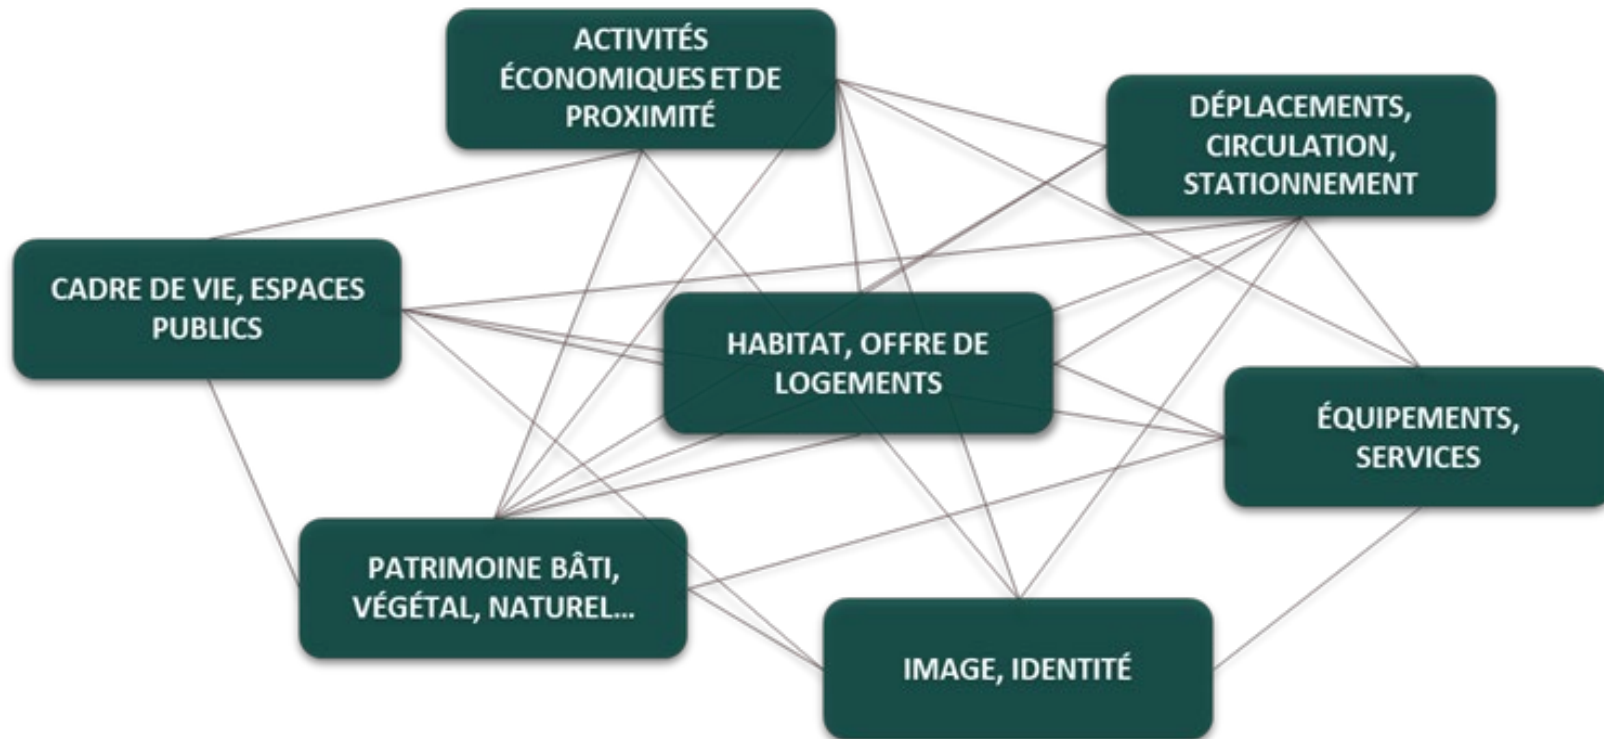 ACTIVITÉS
ÉCONOMIQUES ET DE
PROXIMITÉ
DÉPLACEMENTS,
CIRCULATION,
STATIONNEMENT
CADRE DE VIE, ESPACES
PUBLICS
HABITAT, OFFRE DE
LOGEMENTS
ÉQUIPEMENTS,
SERVICES
PATRIMOINE BÂTI,
VÉGÉTAL, NATUREL...
IMAGE, IDENTITÉ